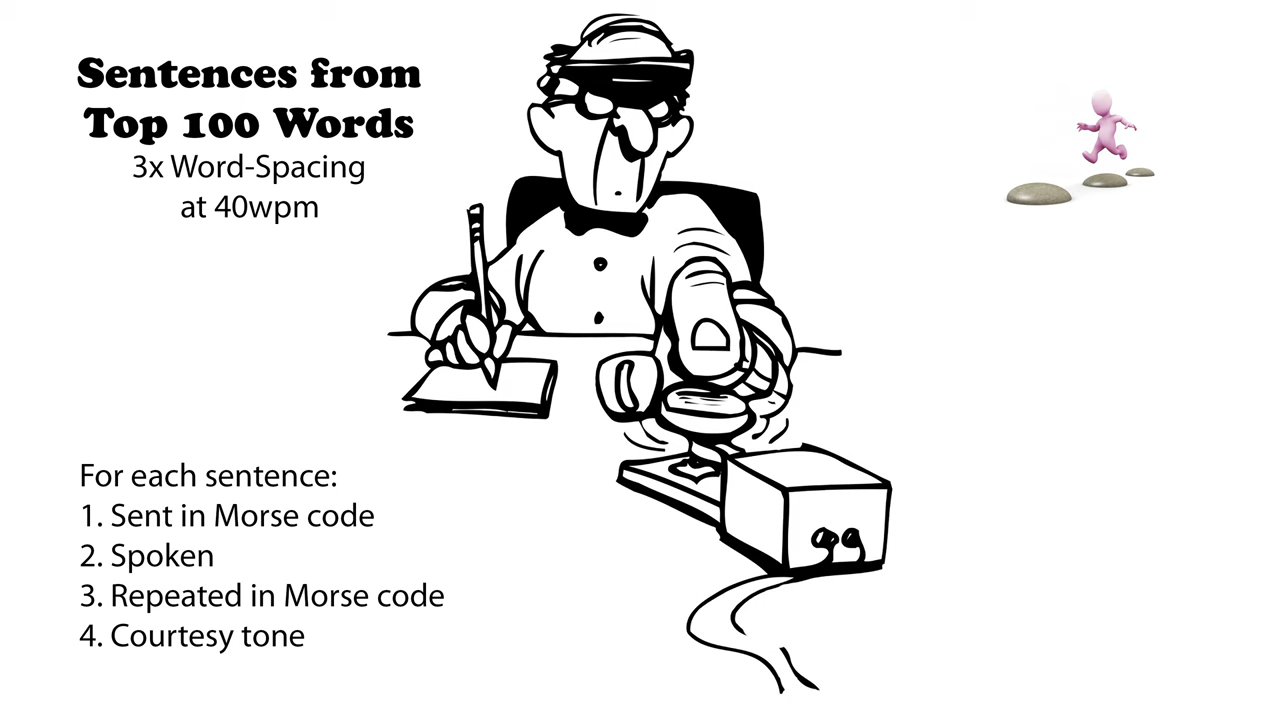 Sentences from
Top 100 Words
3x Word-Spacing
at 40wpm
For each sentence:
1. Sent in Morse code
2. Spoken
3. Repeated in Morse code
4. Courtesy tone